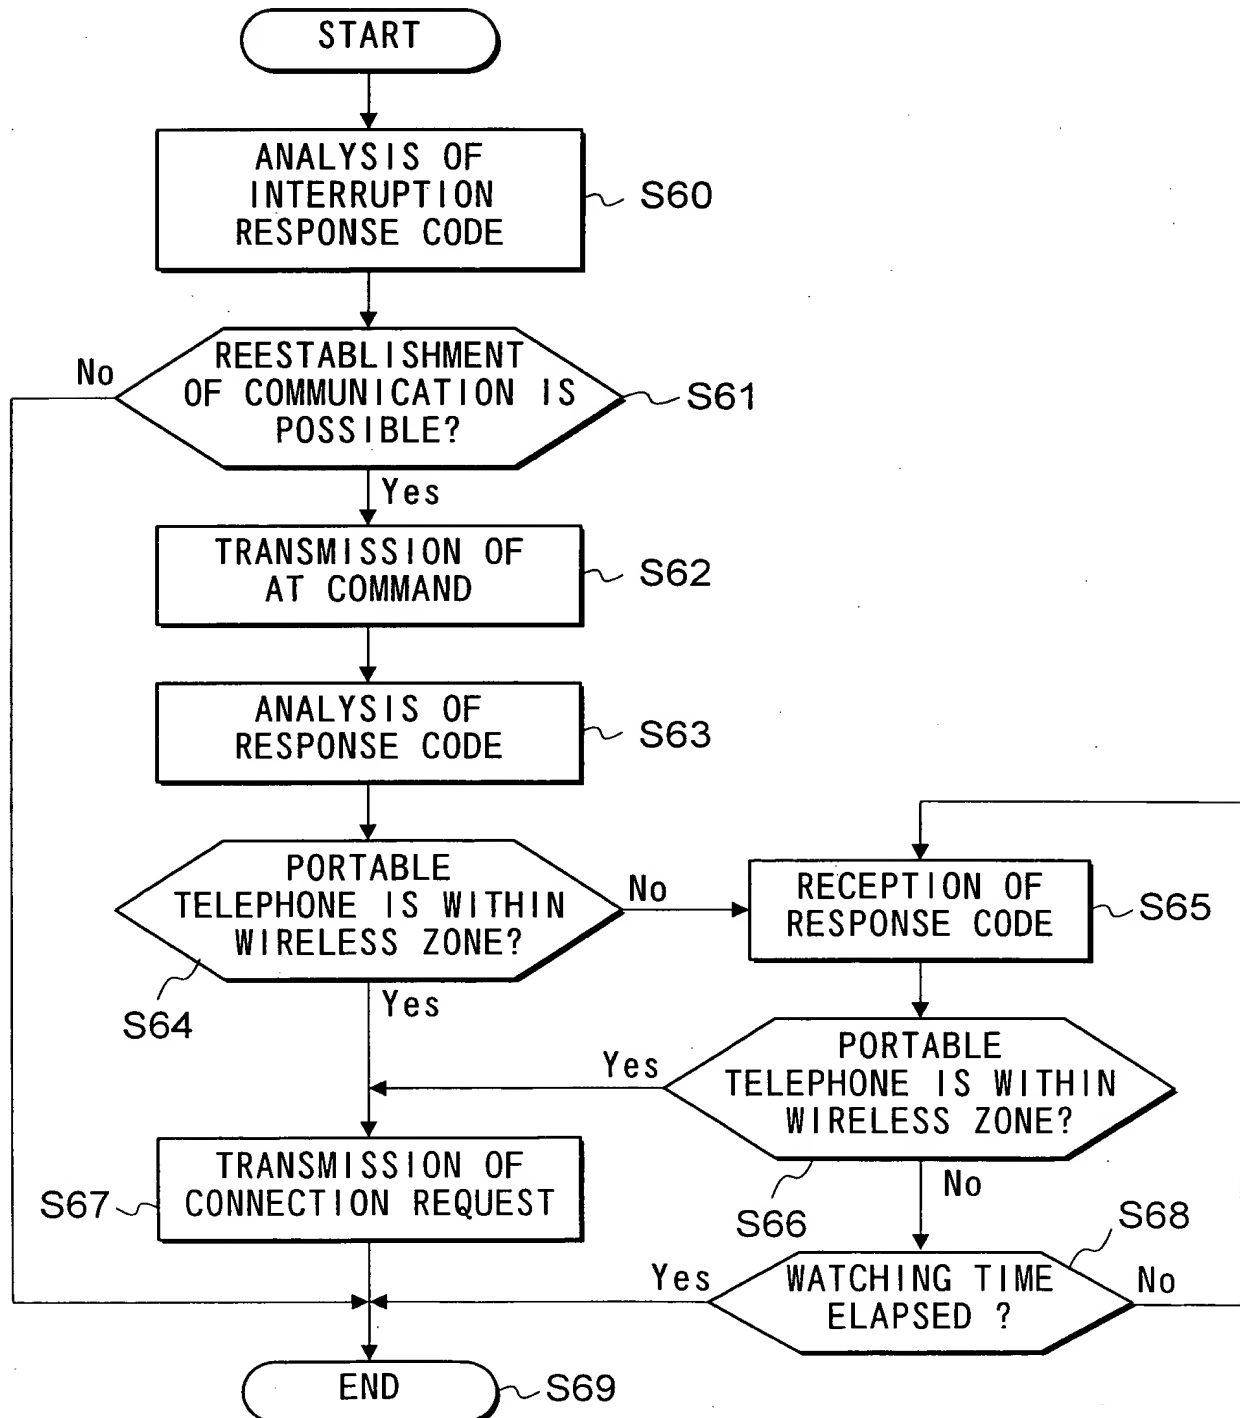 START
ANALYSIS OF
INTERRUPTION
RESPONSE CODE
S60
REESTABLISHMENT
OF COMMUNICATION IS
POSSIBLE?
No
S61
Yes
TRANSMISSION OF
AT COMMAND
S62
ANALYSIS OF
RESPONSE CODE
S63
PORTABLE
TELEPHONE IS WITHIN
WIRELESS ZONE?
No
S64
Yes
RECEPTION OF
RESPONSE CODE
S65
PORTABLE
TELEPHONE IS WITHIN
WIRELESS ZONE?
Yes
S66
No
TRANSMISSION OF
CONNECTION REQUEST
S67
WATCHING TIME
ELAPSED ?
S68
Yes
No
END
S69